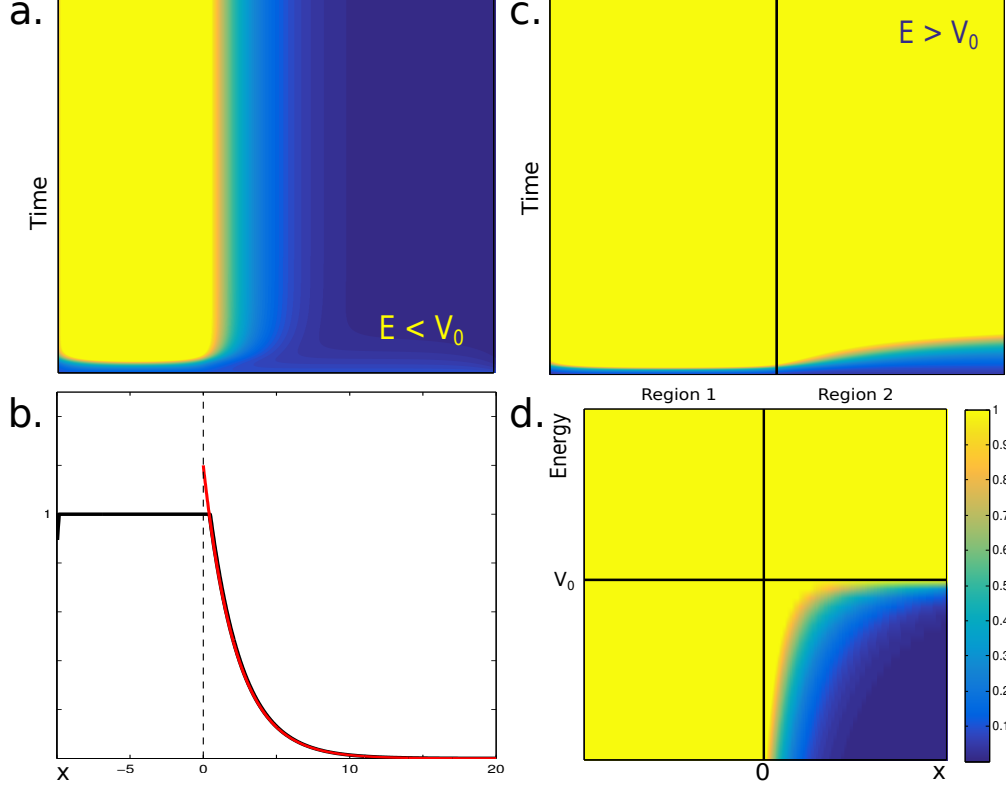 a.
Time
E < V₀
b.
1
x
−5
0
10
20
c.
E > V₀
Time
d.
Region 1
Region 2
Energy
V₀
0
x
1
0.9
0.8
0.7
0.6
0.5
0.4
0.3
0.2
0.1